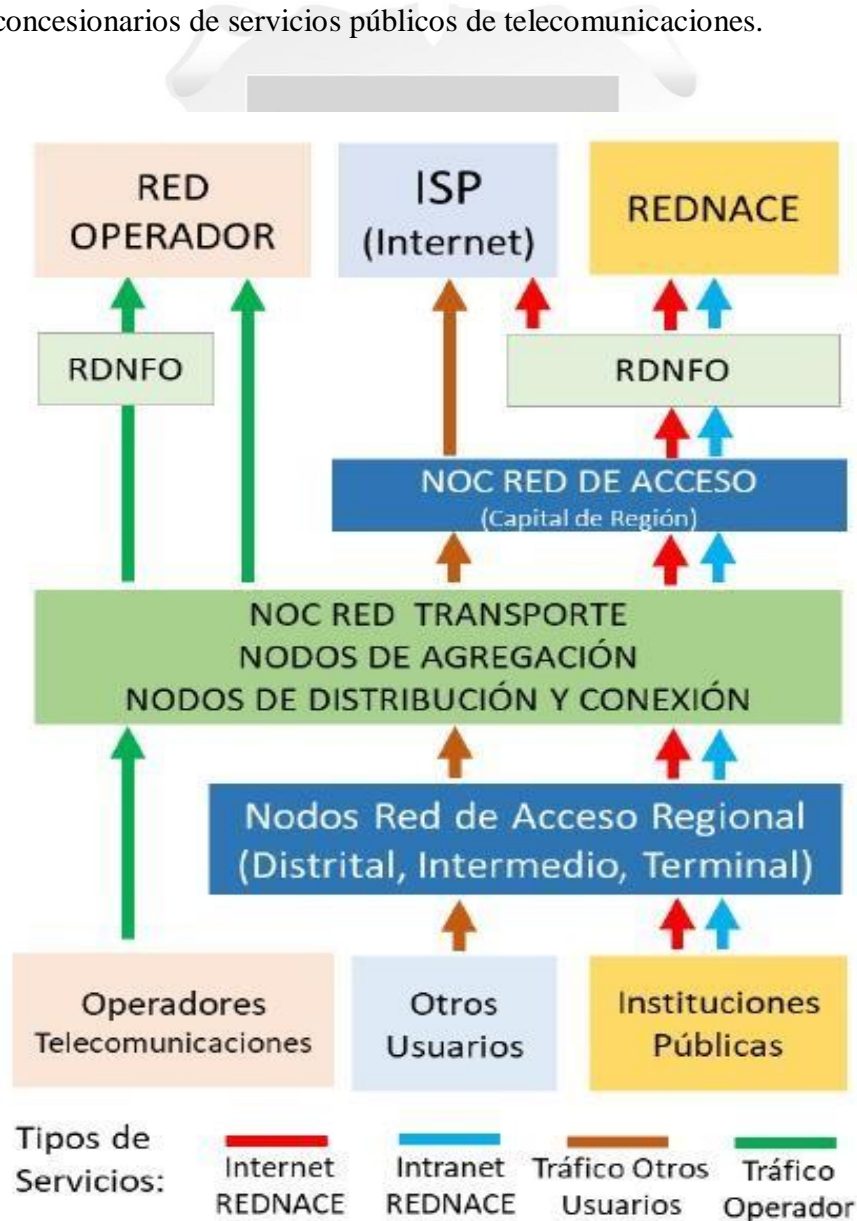 concesionarios de servicios públicos de telecomunicaciones.
RED
OPERADOR
ISP
(Internet)
REDNACE
RDNFO
RDNFO
NOC RED DE ACCESO
(Capital de Región)
NOC RED TRANSPORTE
NODOS DE AGREGACIÓN
NODOS DE DISTRIBUCIÓN Y CONEXIÓN
Nodos Red de Acceso Regional
(Distrital, Intermedio, Terminal)
Operadores
Telecomunicaciones
Otros
Usuarios
Instituciones
Públicas
Tipos de
Servicios:
Internet
REDNACE
Intranet
REDNACE
Tráfico Otros
Usuarios
Tráfico
Operador